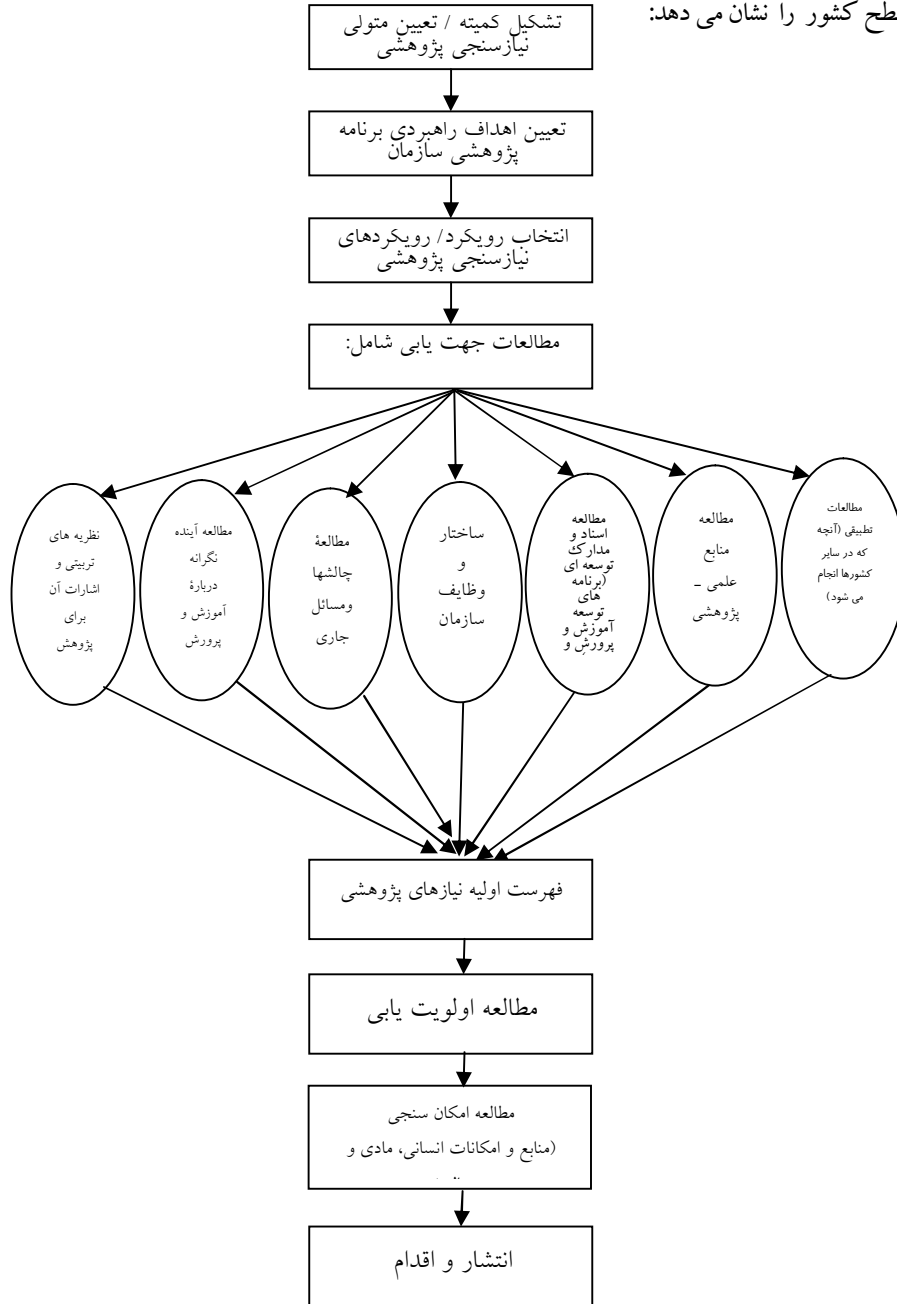 طح کشور را نشان می دهد:
تشکیل کمیته / تعیین متولی
نیازسنجی پژوهشی
تعیین اهداف راهبردی برنامه
پژوهشی سازمان
انتخاب رویکرد/ رویکردهای
نیازسنجی پژوهشی
مطالعات جهت یابی شامل:
مطالعات
تطبیقی (آنچه
که در سایر
کشورها انجام
می شود)
مطالعه
منابع
علمی –
پژوهشی
مطالعه
اسناد و
مدارک
توسعه ای
(برنامه
های
توسعه
آموزش و
پرورشِ و
ساختار
و
وظایف
سازمان
مطالعۀ
چالشها
ومسائل
جاری
مطالعه آینده
نگرانه
دربارۀ
آموزش و
پرورش
نظریه های
تربیتی و
اشارات آن
برای
پژوهش
فهرست اولیه نیازهای پژوهشی
مطالعه اولویت یابی
مطالعه امکان سنجی
(منابع و امکانات انسانی، مادی و
انتشار و اقدام